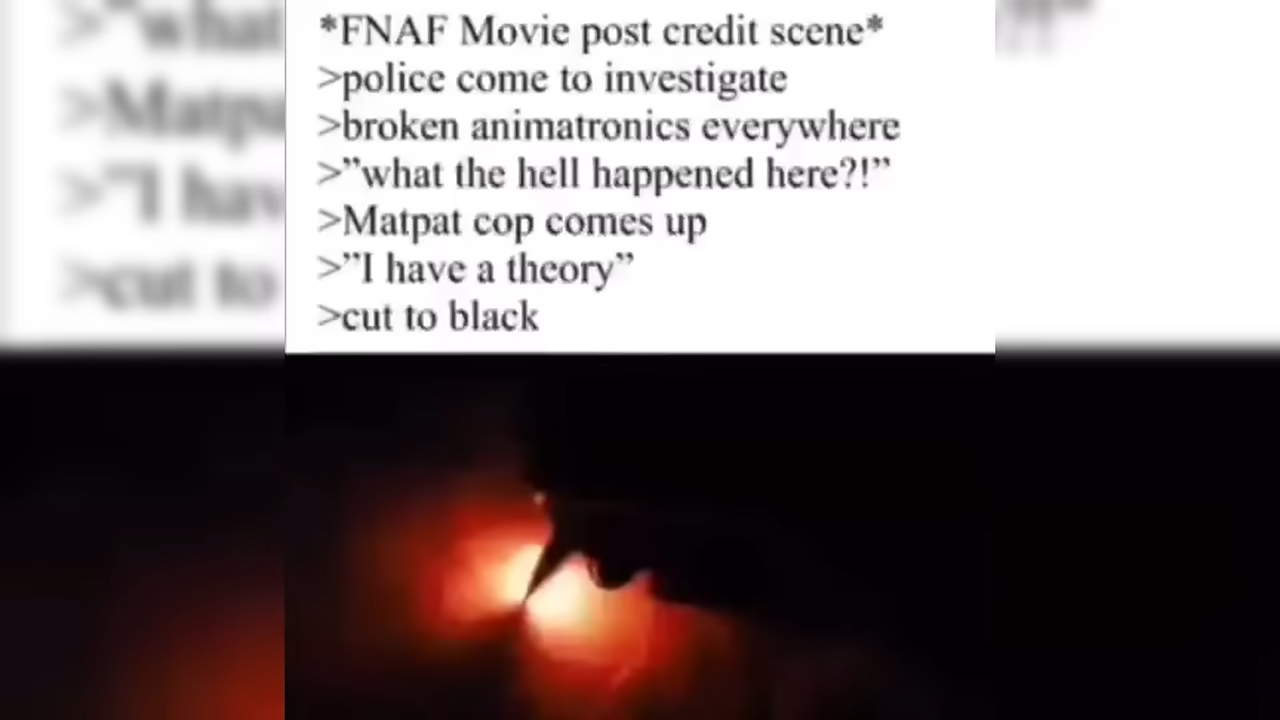 *FNAF Movie post credit scene*
>police come to investigate
>broken animatronics everywhere
>”what the hell happened here?!”
>Matpat cop comes up
>”I have a theory”
>cut to black